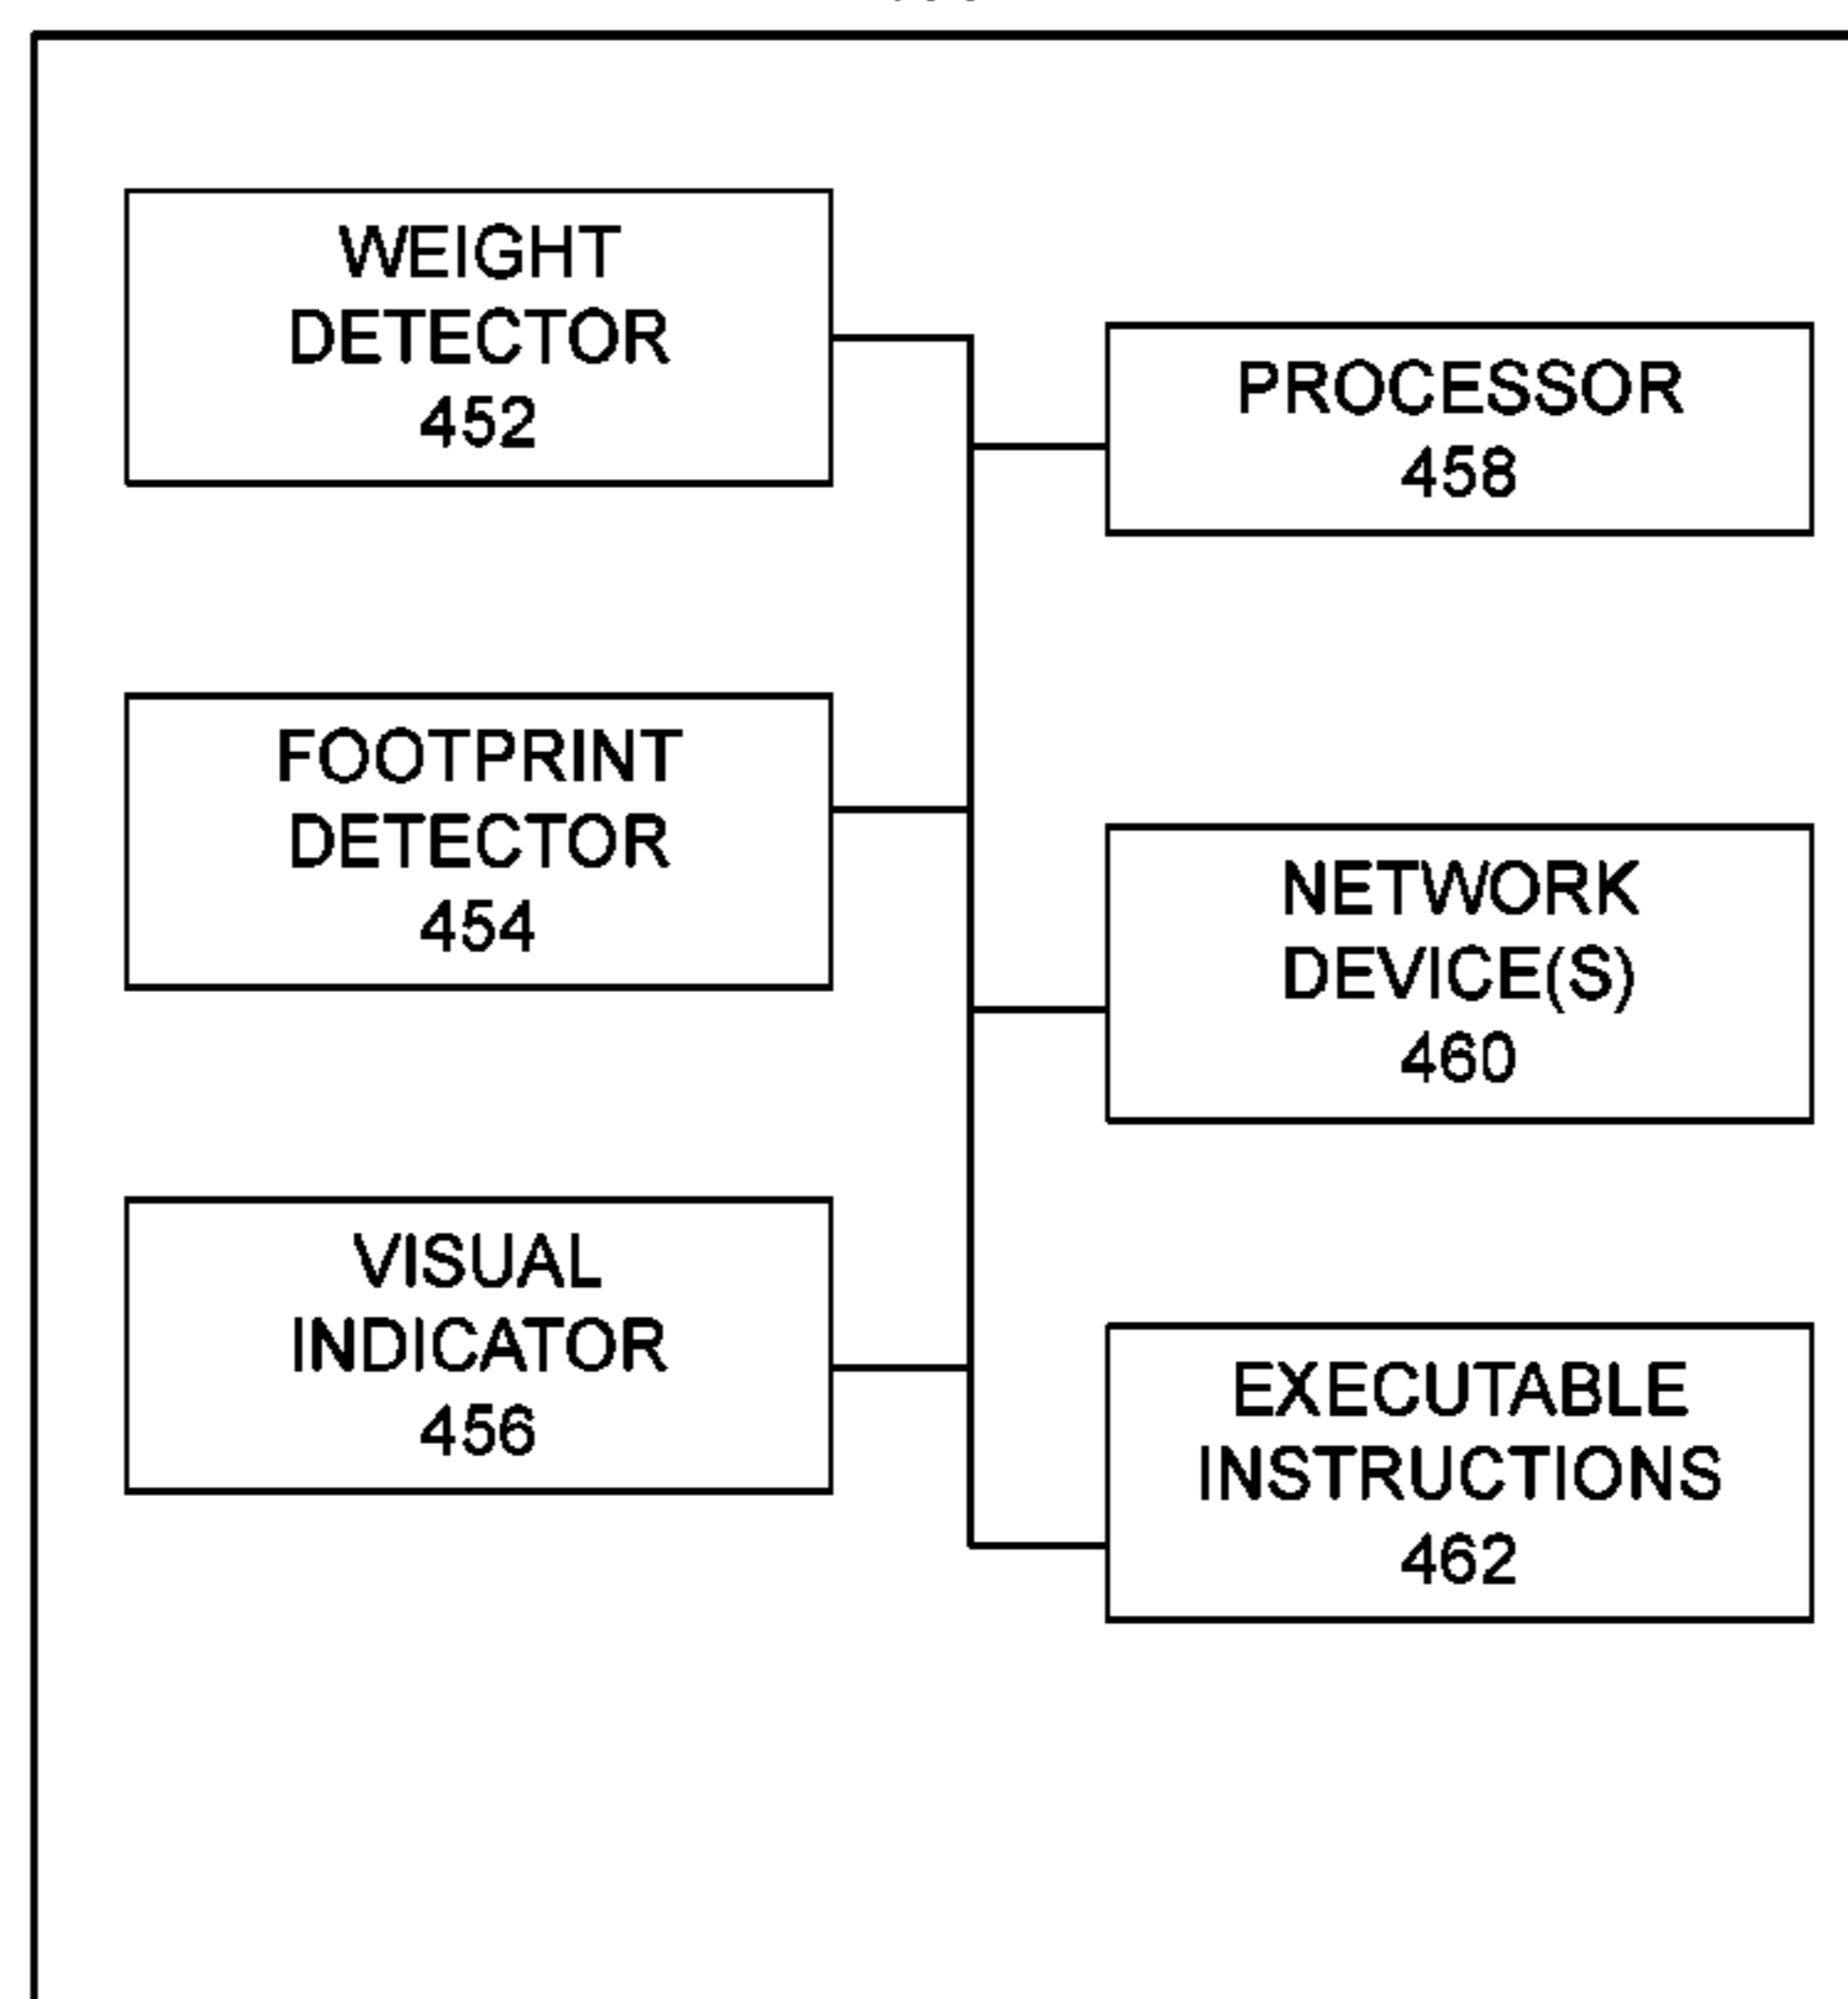 WEIGHT
DETECTOR
452
FOOTPRINT
DETECTOR
454
VISUAL
INDICATOR
456
PROCESSOR
458
NETWORK
DEVICE(S)
460
EXECUTABLE
INSTRUCTIONS
462